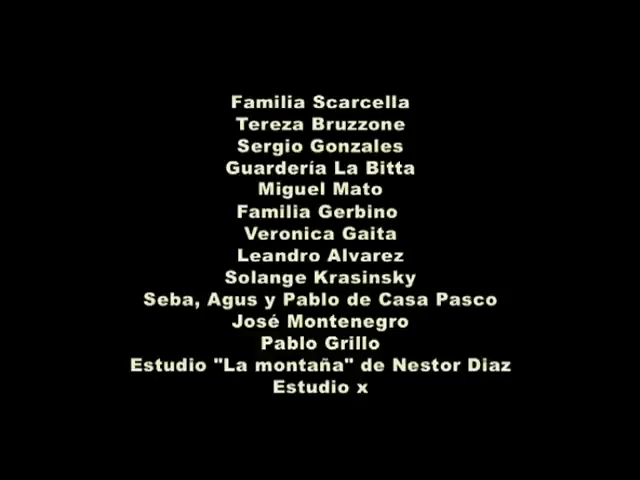 Familia Scarcella
Tereza Bruzzone
Sergio Gonzales
Guardería La Bitta
Miguel Mato
Familia Gerbino
Veronica Gaita
Leandro Alvarez
Solange Krasinsky
Seba, Agus y Pablo de Casa Pasco
José Montenegro
Pablo Grillo
Estudio "La montaña" de Nestor Diaz
Estudio x